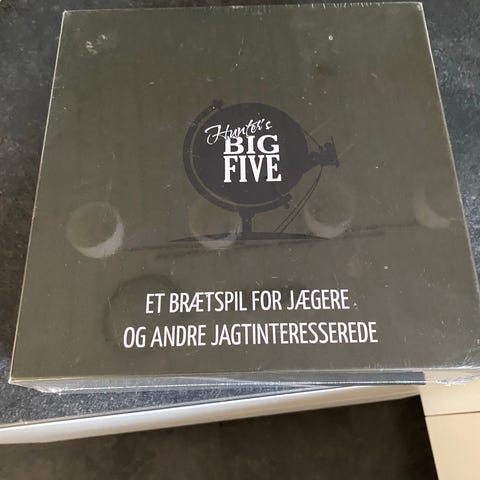 Hunter's
BIG
FIVE
ET BRÆTSPIL FOR JÆGERE
OG ANDRE JAGTINTERESSEREDE